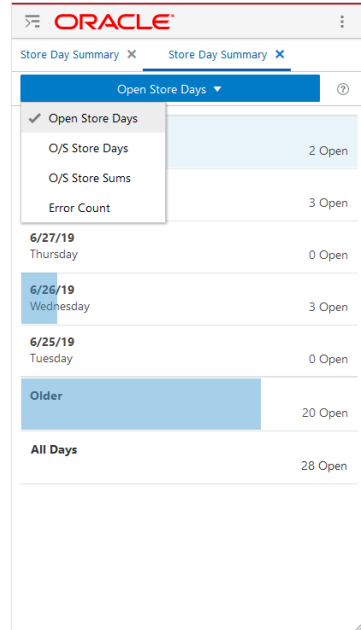 ORACLE
Store Day Summary
Store Day Summary
Open Store Days
?
Open Store Days
O/S Store Days
O/S Store Sums
Error Count
2 Open
3 Open
6/27/19
Thursday
0 Open
6/26/19
Wednesday
3 Open
6/25/19
Tuesday
0 Open
Older
20 Open
All Days
28 Open